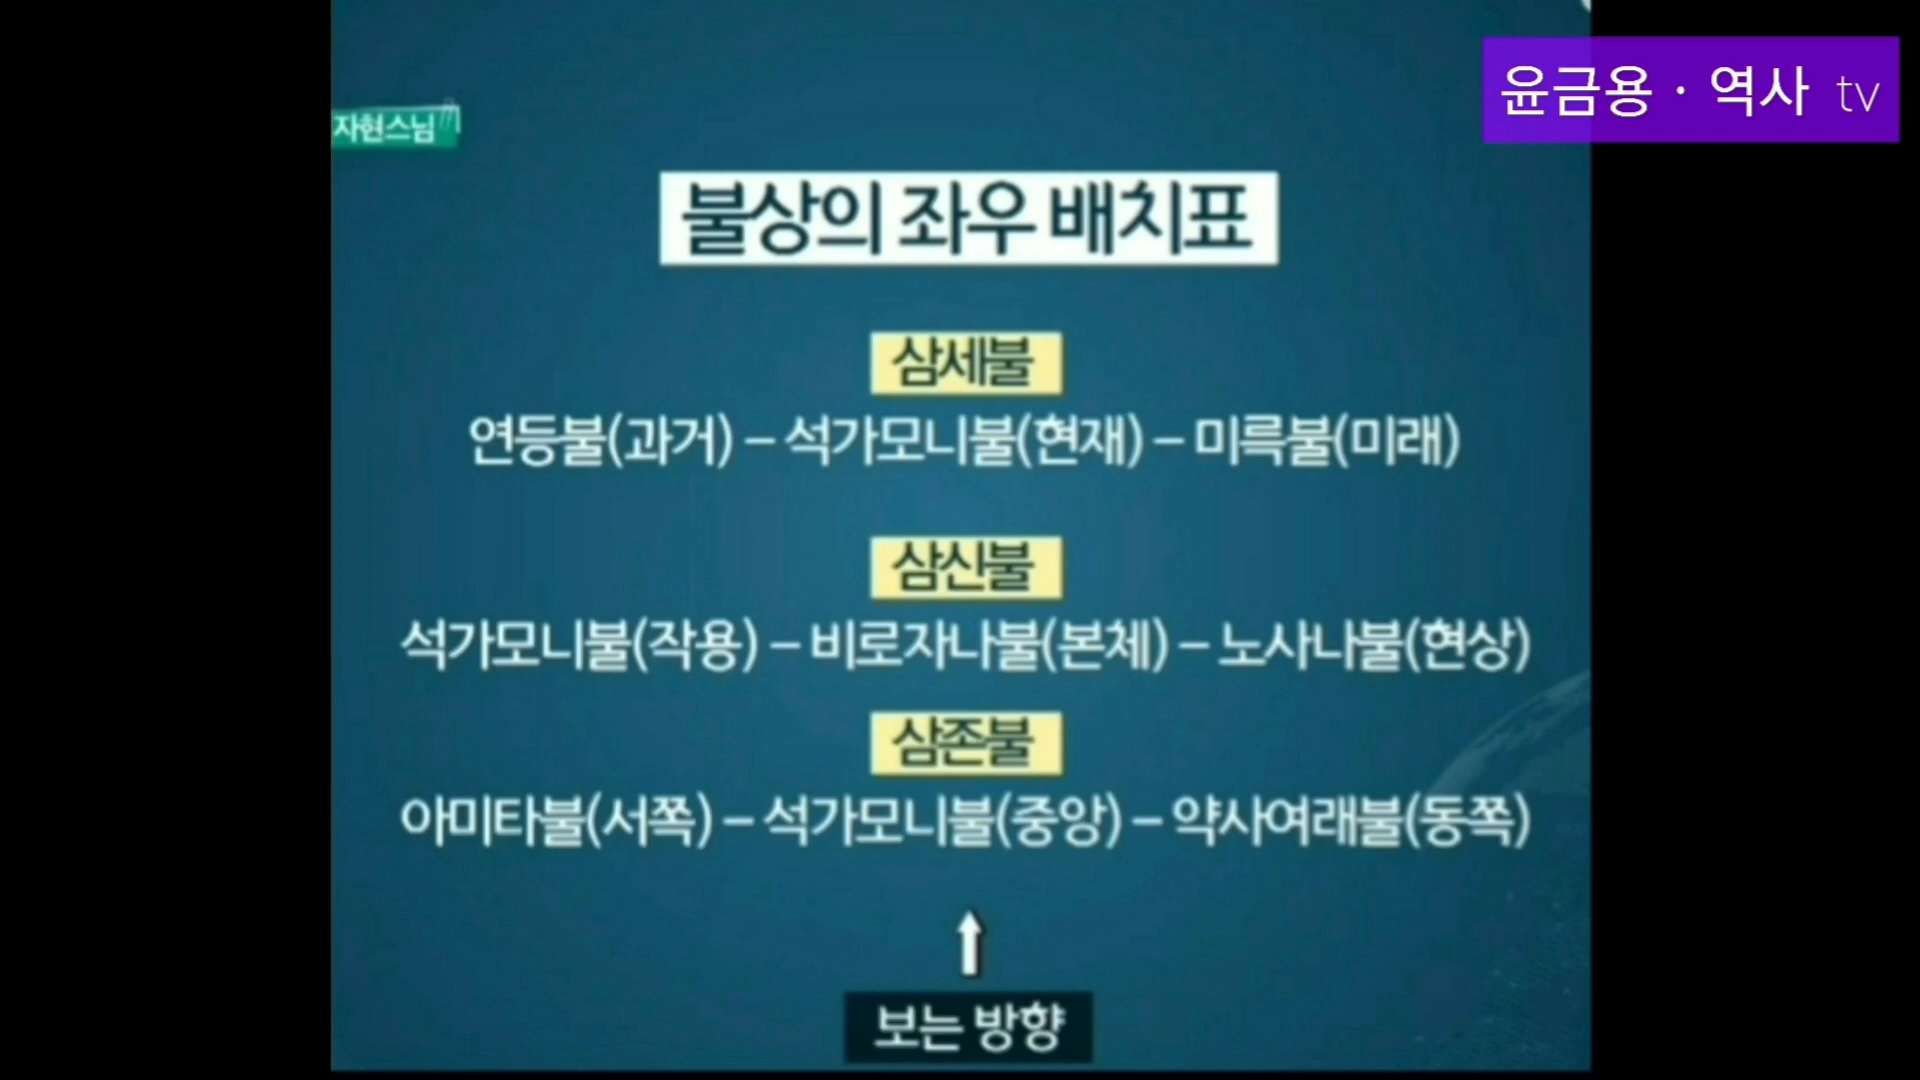 윤금용 · 역사 tv
자현스님
불상의 좌우 배치표
삼세불
연등불(과거) – 석가모니불(현재) – 미륵불(미래)
삼신불
석가모니불(작용) – 비로자나불(본체) – 노사나불(현상)
삼존불
아미타불(서쪽) – 석가모니불(중앙) – 약사여래불(동쪽)
보는 방향